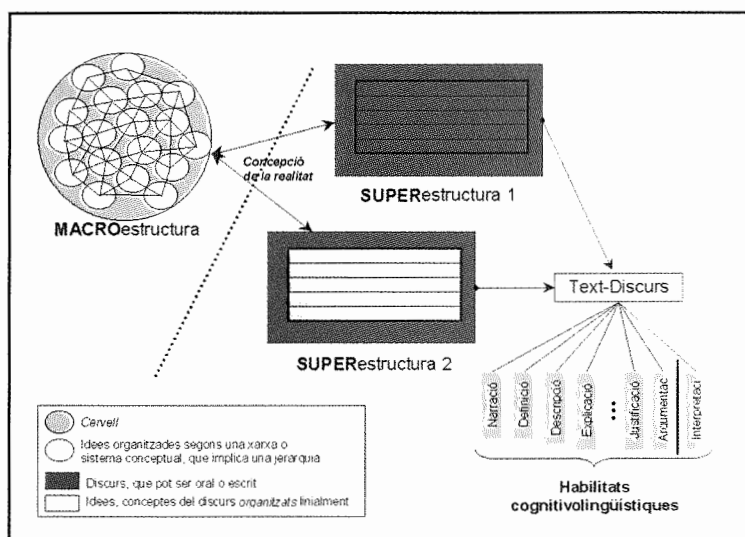 Concepció
de la realitat
SUPERestructura 1
MACROestructura
SUPERestructura 2
Text-Discurs
Narració
Definició
Descripció
Explicació
...
Justificació
Argumentac
Interpretaci
Habilitats
cognitivolingüístiques
Cervell
Idees organitzades segons una xarxa o
sistema conceptual, que implica una jerarquia
Discurs, que pot ser oral o escrit
Idees, conceptes del discurs organitzats linialment